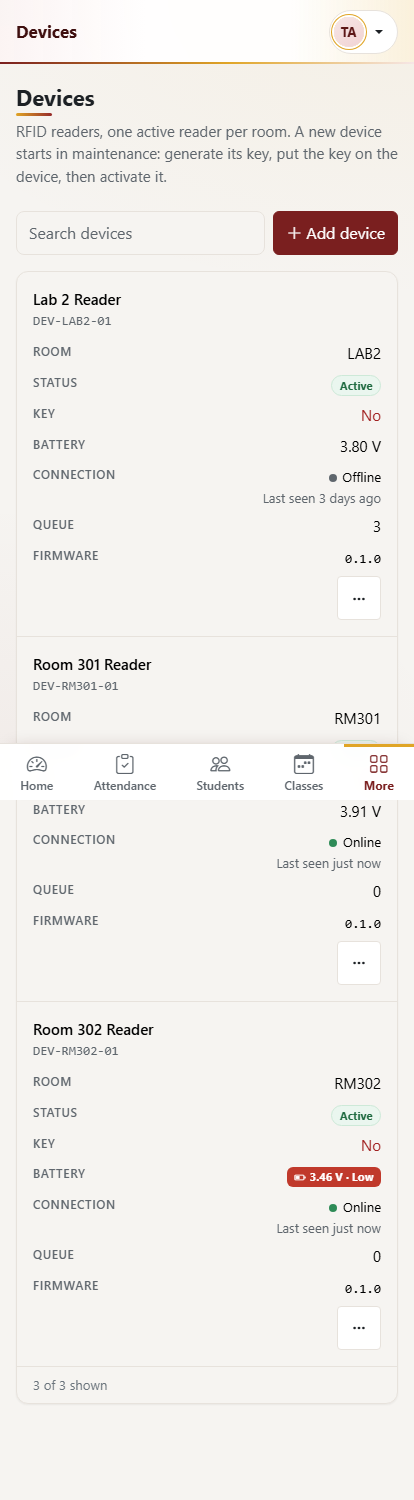 Devices
TA
Devices
RFID readers, one active reader per room. A new device
starts in maintenance: generate its key, put the key on the
device, then activate it.
Search devices
+ Add device
Lab 2 Reader
DEV-LAB2-01
ROOM LAB2
STATUS Active
KEY No
BATTERY 3.80 V
CONNECTION Offline
Last seen 3 days ago
QUEUE 3
FIRMWARE 0.1.0
...
Room 301 Reader
DEV-RM301-01
ROOM RM301
Home Attendance Students Classes More
BATTERY 3.91 V
CONNECTION Online
Last seen just now
QUEUE 0
FIRMWARE 0.1.0
...
Room 302 Reader
DEV-RM302-01
ROOM RM302
STATUS Active
KEY No
BATTERY 3.46 V · Low
CONNECTION Online
Last seen just now
QUEUE 0
FIRMWARE 0.1.0
...
3 of 3 shown